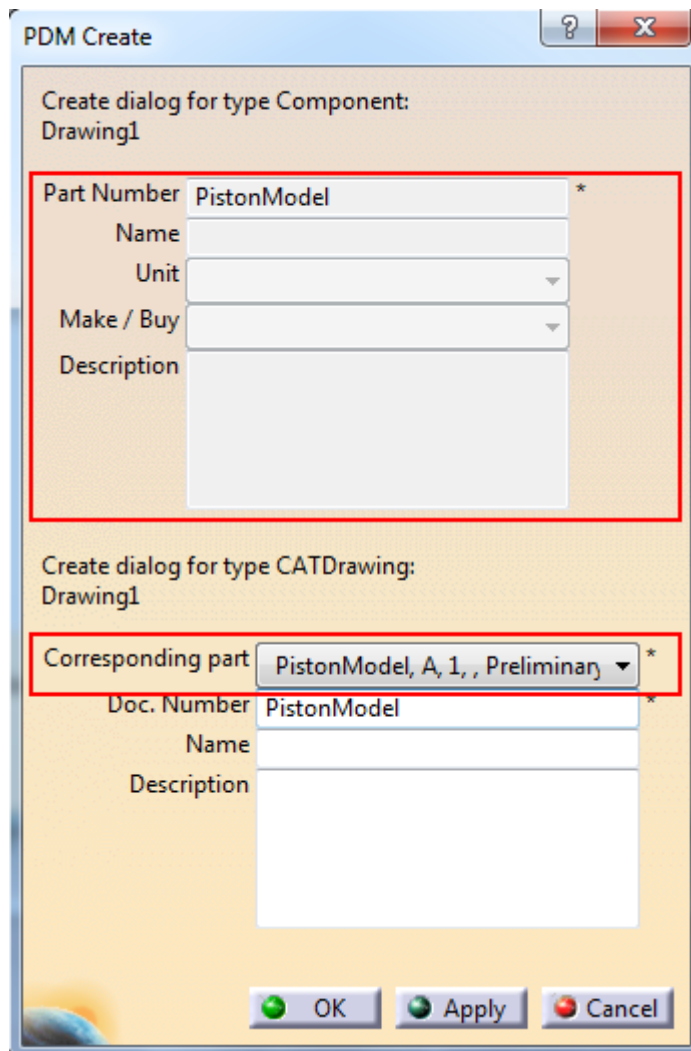 PDM Create
Create dialog for type Component:
Drawing1
Part Number PistonModel *
Name
Unit
Make / Buy
Description
Create dialog for type CATDrawing:
Drawing1
Corresponding part PistonModel, A, 1, , Preliminary *
Doc. Number PistonModel *
Name
Description
OK Apply Cancel